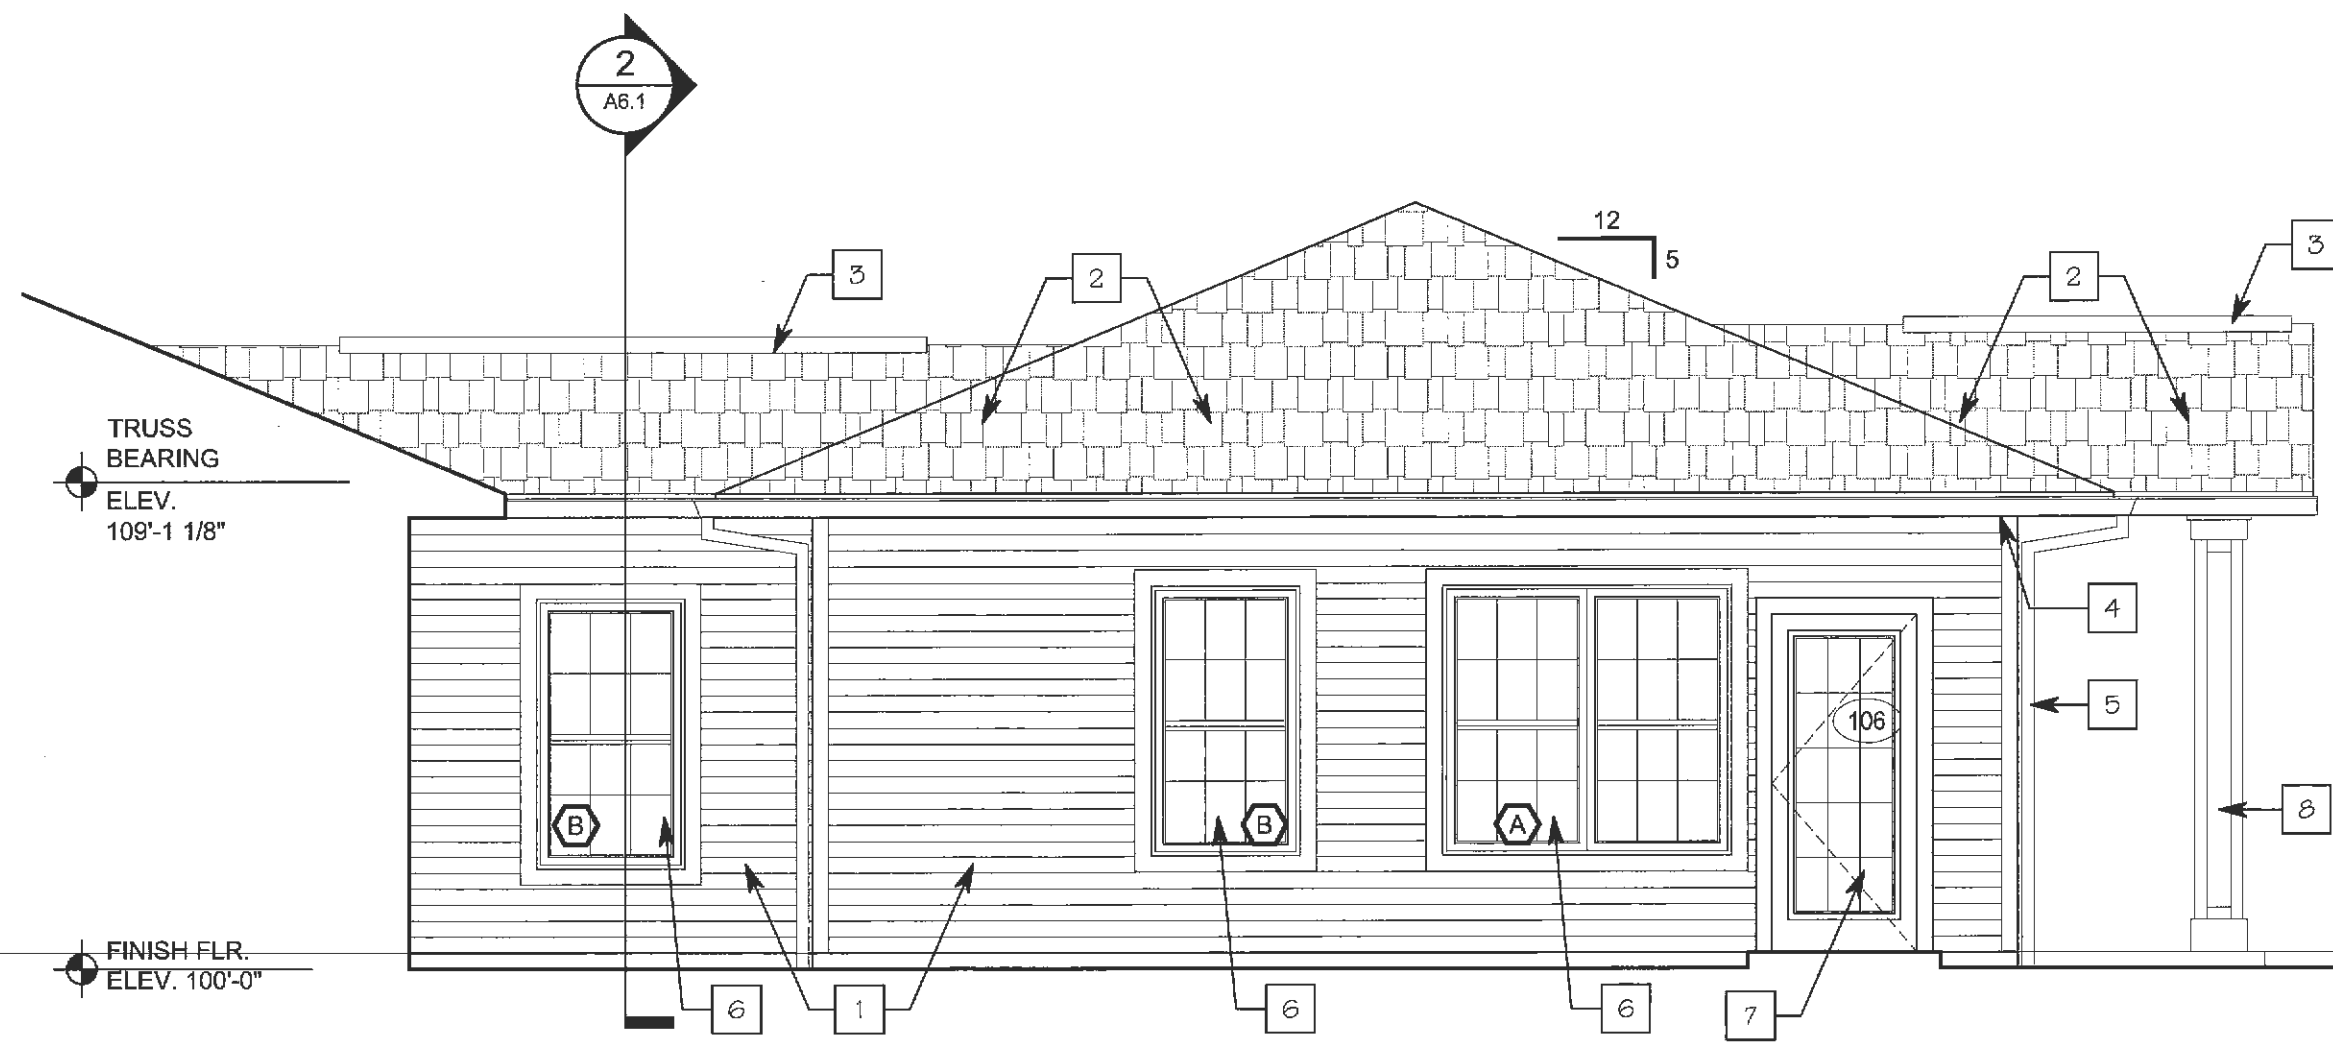 2
A6.1
12
5
3
2
2
3
TRUSS
BEARING
ELEV.
109'-1 1/8"
4
5
106
8
B
B
A
FINISH FLR.
ELEV. 100'-0"
6
1
6
6
7